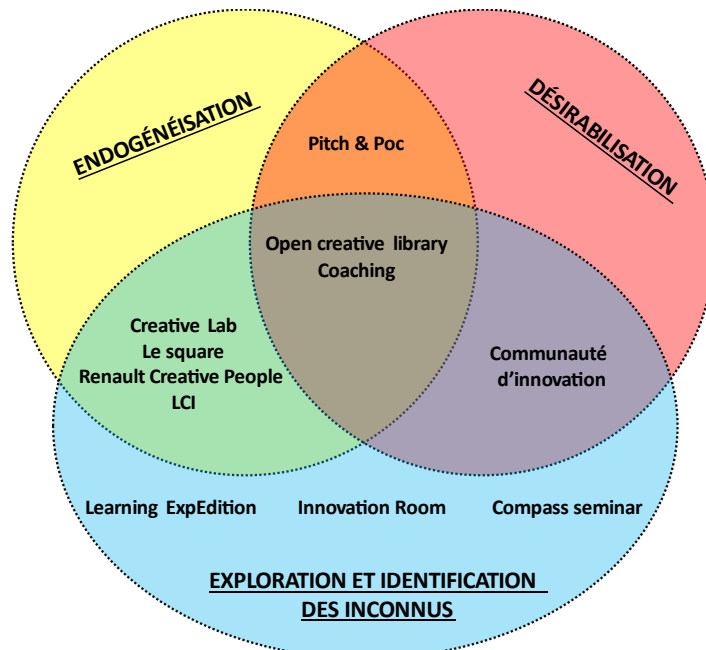 ENDOGÉNÉISATION
DÉSIRABILISATION
Pitch & Poc
Open creative library
Coaching
Creative Lab
Le square
Renault Creative People
LCI
Communauté
d’innovation
Learning ExpEdition
Innovation Room
Compass seminar
EXPLORATION ET IDENTIFICATION
DES INCONNUS